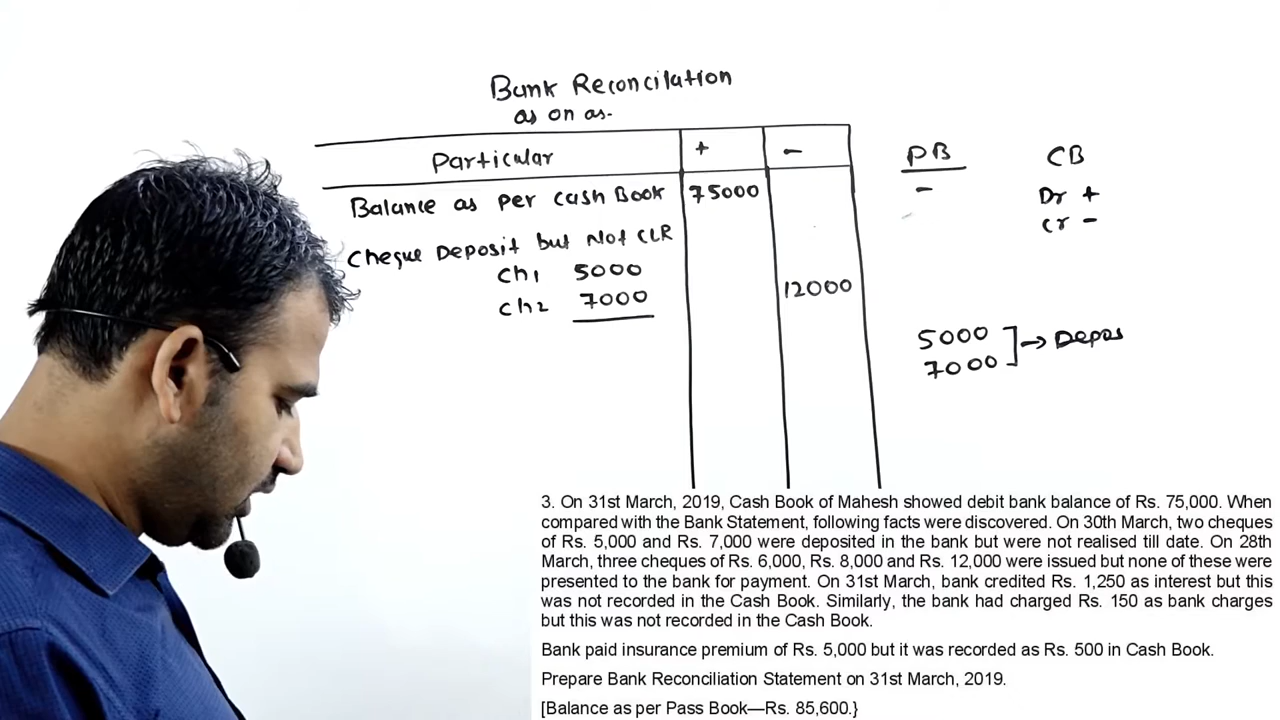 Bank Reconcilation
as on as.
Particular + -
Balance as per cash Book 75000
Cheque Deposit but Not CLR
Ch1 5000
Ch2 7000 12000
PB CB
- Dr +
Cr -
5000
7000 → Depos
3. On 31st March, 2019, Cash Book of Mahesh showed debit bank balance of Rs. 75,000. When
compared with the Bank Statement, following facts were discovered. On 30th March, two cheques
of Rs. 5,000 and Rs. 7,000 were deposited in the bank but were not realised till date. On 28th
March, three cheques of Rs. 6,000, Rs. 8,000 and Rs. 12,000 were issued but none of these were
presented to the bank for payment. On 31st March, bank credited Rs. 1,250 as interest but this
was not recorded in the Cash Book. Similarly, the bank had charged Rs. 150 as bank charges
but this was not recorded in the Cash Book.
Bank paid insurance premium of Rs. 5,000 but it was recorded as Rs. 500 in Cash Book.
Prepare Bank Reconciliation Statement on 31st March, 2019.
[Balance as per Pass Book—Rs. 85,600.}